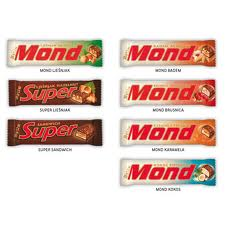 Mond
MOND LJEŠNJAK
Super
SUPER LJEŠNJAK
Super
SUPER SANDWICH
Mond
MOND BADEM
Mond
MOND BRUSNICA
Mond
MOND KARAMELA
Mond
MOND KOKOS